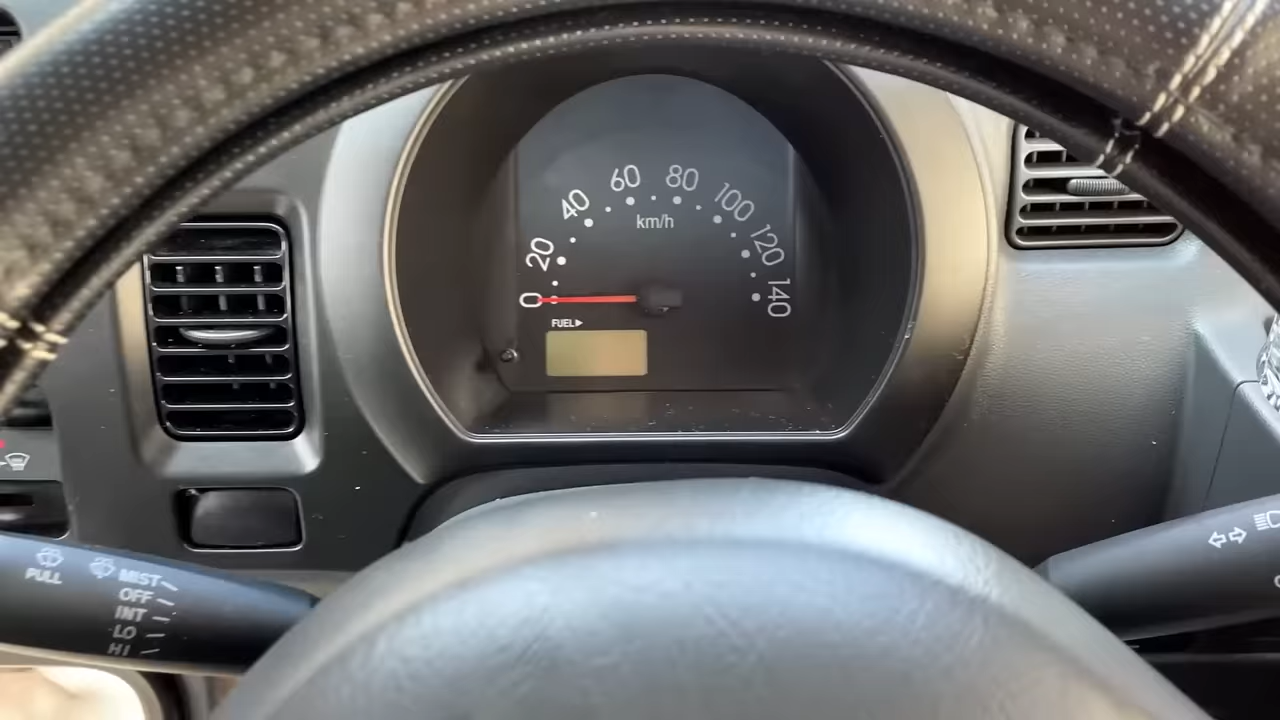 0
20
40
60
80
100
120
140
km/h
FUEL▶
PULL
MIST
OFF
INT
LO
HI